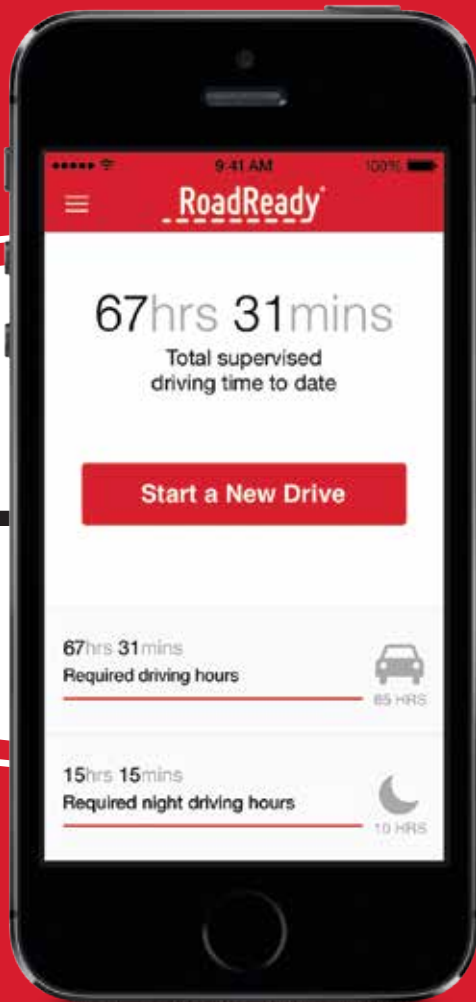 9:41 AM
100%
RoadReady®
67hrs 31mins
Total supervised
driving time to date
Start a New Drive
67hrs 31mins
Required driving hours
65 HRS
15hrs 15mins
Required night driving hours
10 HRS